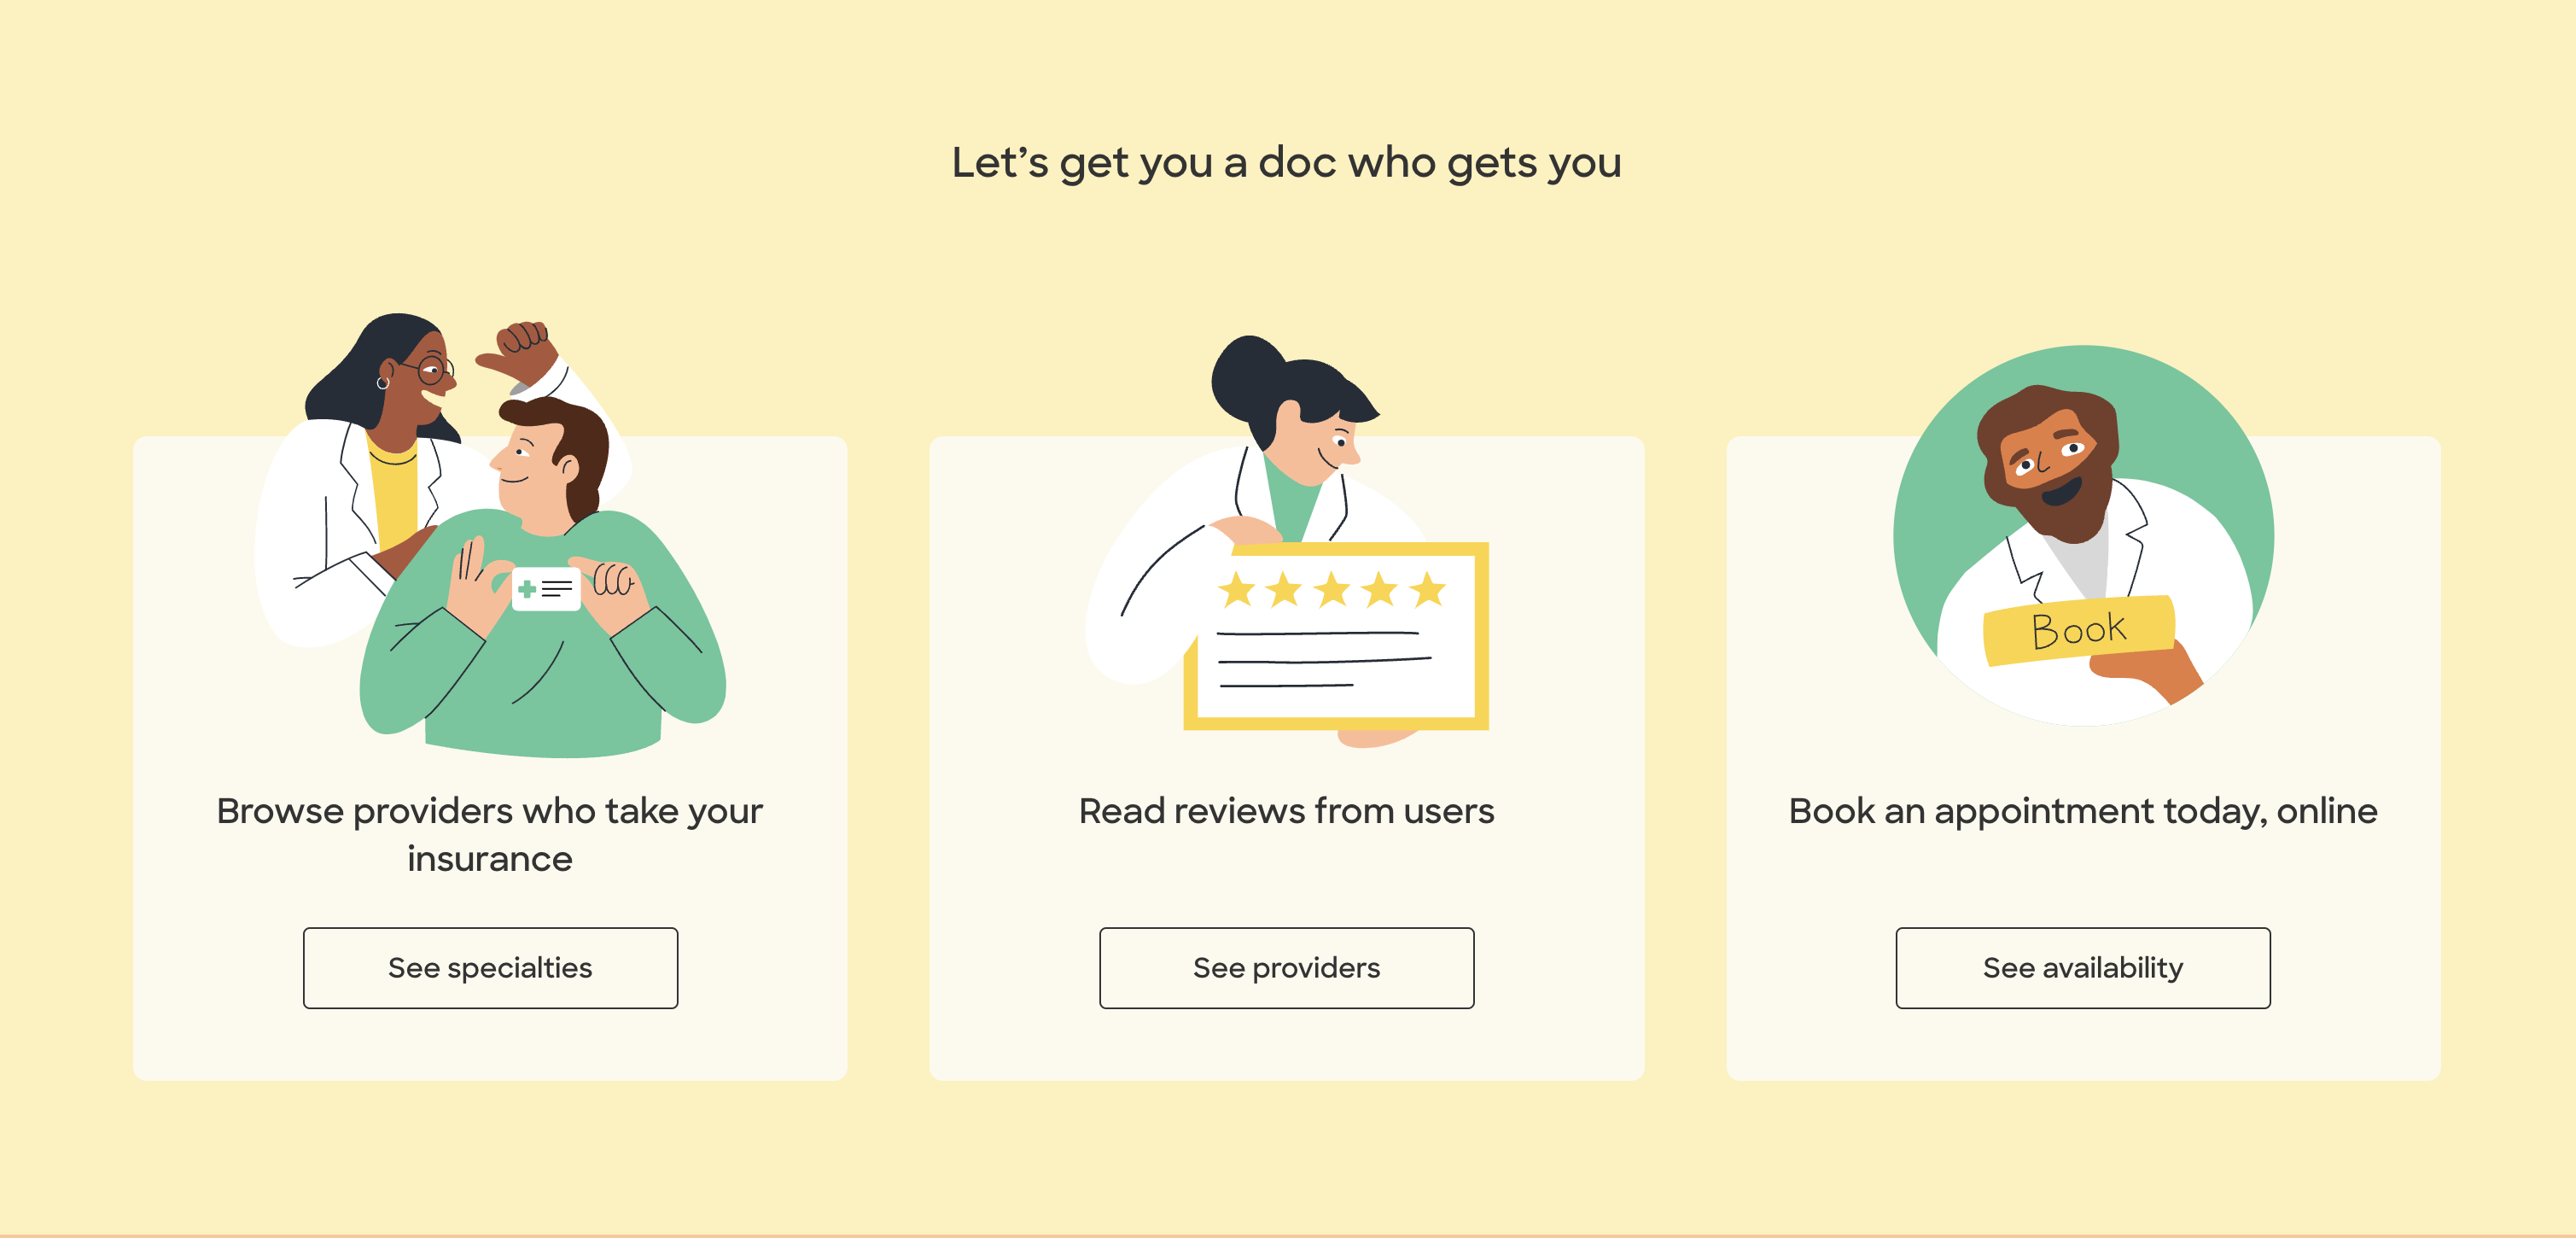 Let’s get you a doc who gets you
Book
Browse providers who take your
insurance
Read reviews from users
Book an appointment today, online
See specialties
See providers
See availability